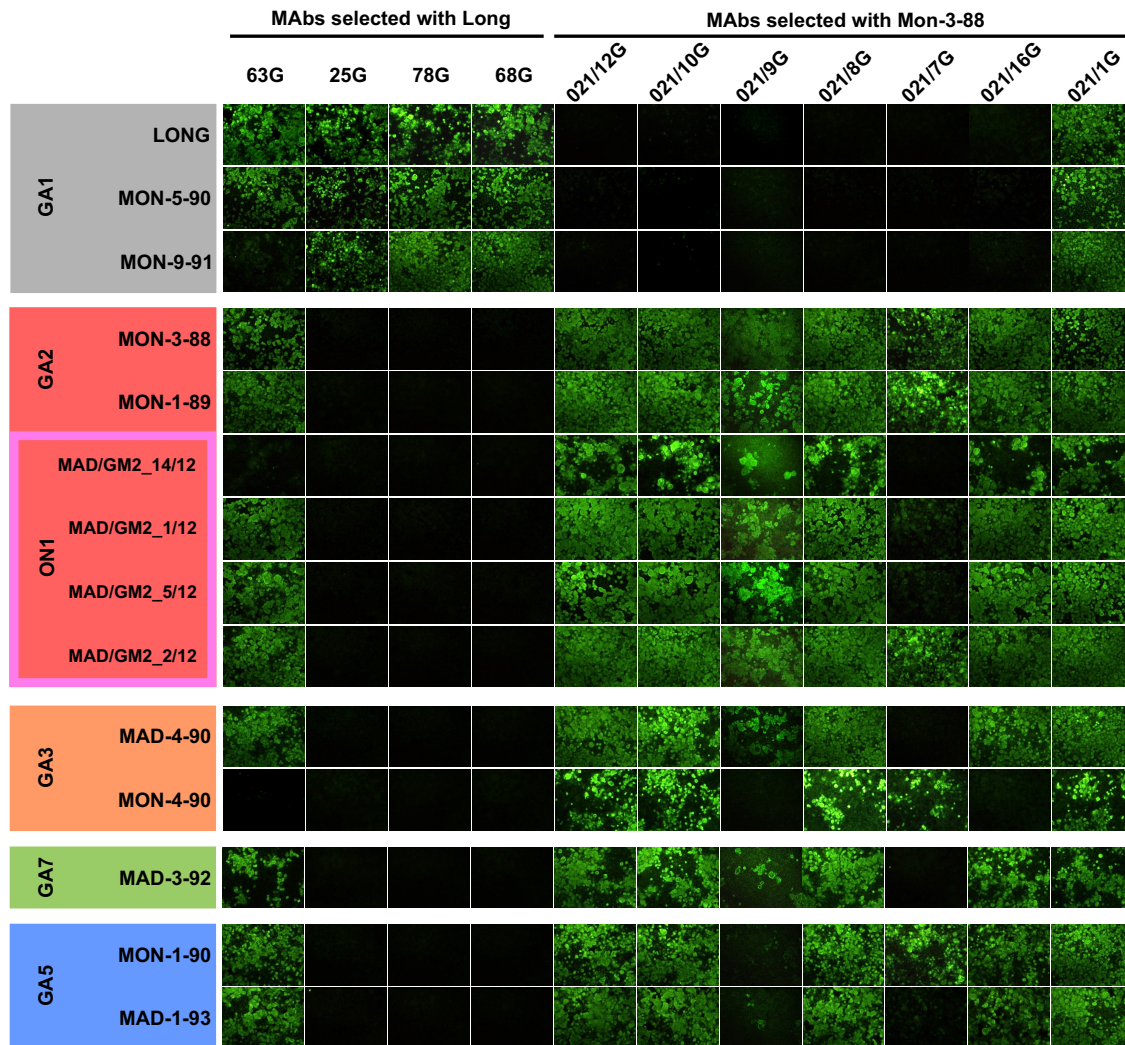 MAbs selected with Long
MAbs selected with Mon-3-88
63G 25G 78G 68G 021/12G 021/10G 021/9G 021/8G 021/7G 021/16G 021/1G
GA1
LONG
MON-5-90
MON-9-91
GA2
MON-3-88
MON-1-89
ON1
MAD/GM2_14/12
MAD/GM2_1/12
MAD/GM2_5/12
MAD/GM2_2/12
GA3
MAD-4-90
MON-4-90
GA7
MAD-3-92
GA5
MON-1-90
MAD-1-93